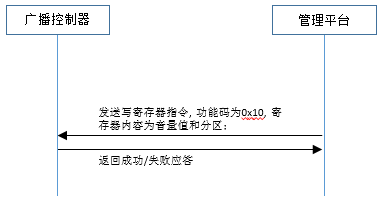 广播控制器
管理平台
发送写寄存器指令, 功能码为0x10, 寄
存器内容为音量值和分区：
返回成功/失败应答